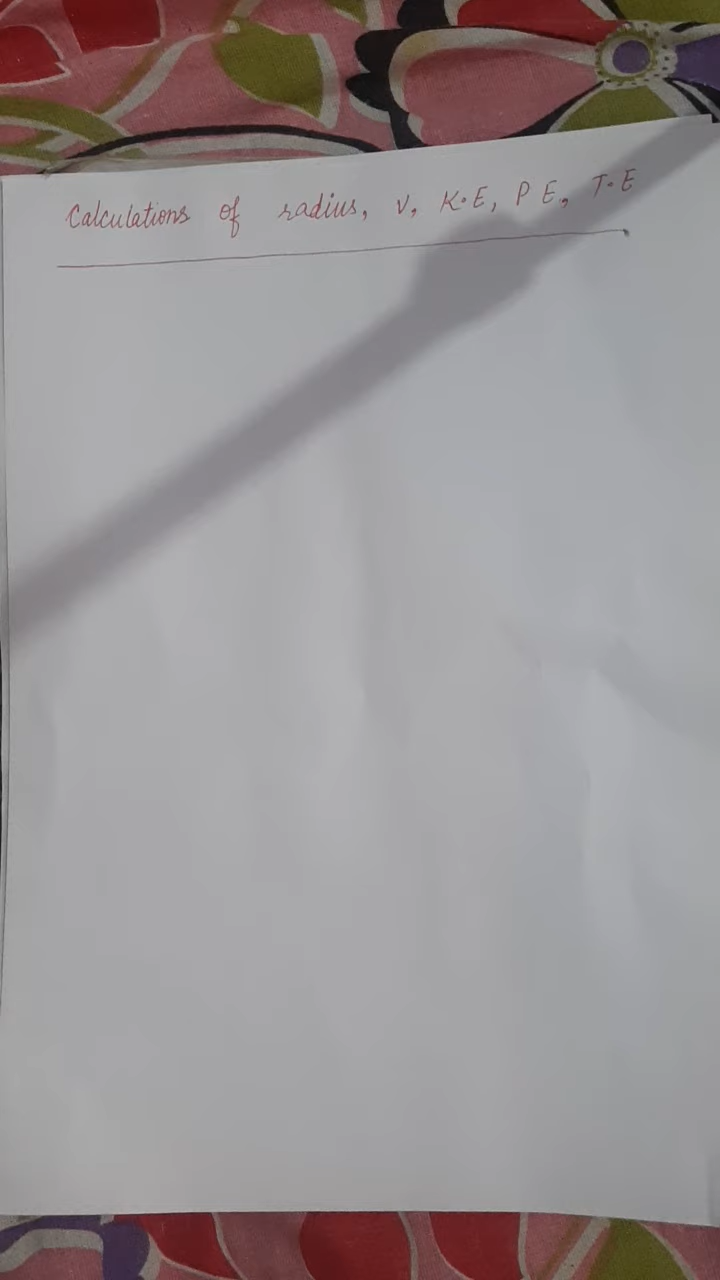 Calculations of radius, v, K.E, P E, T.E